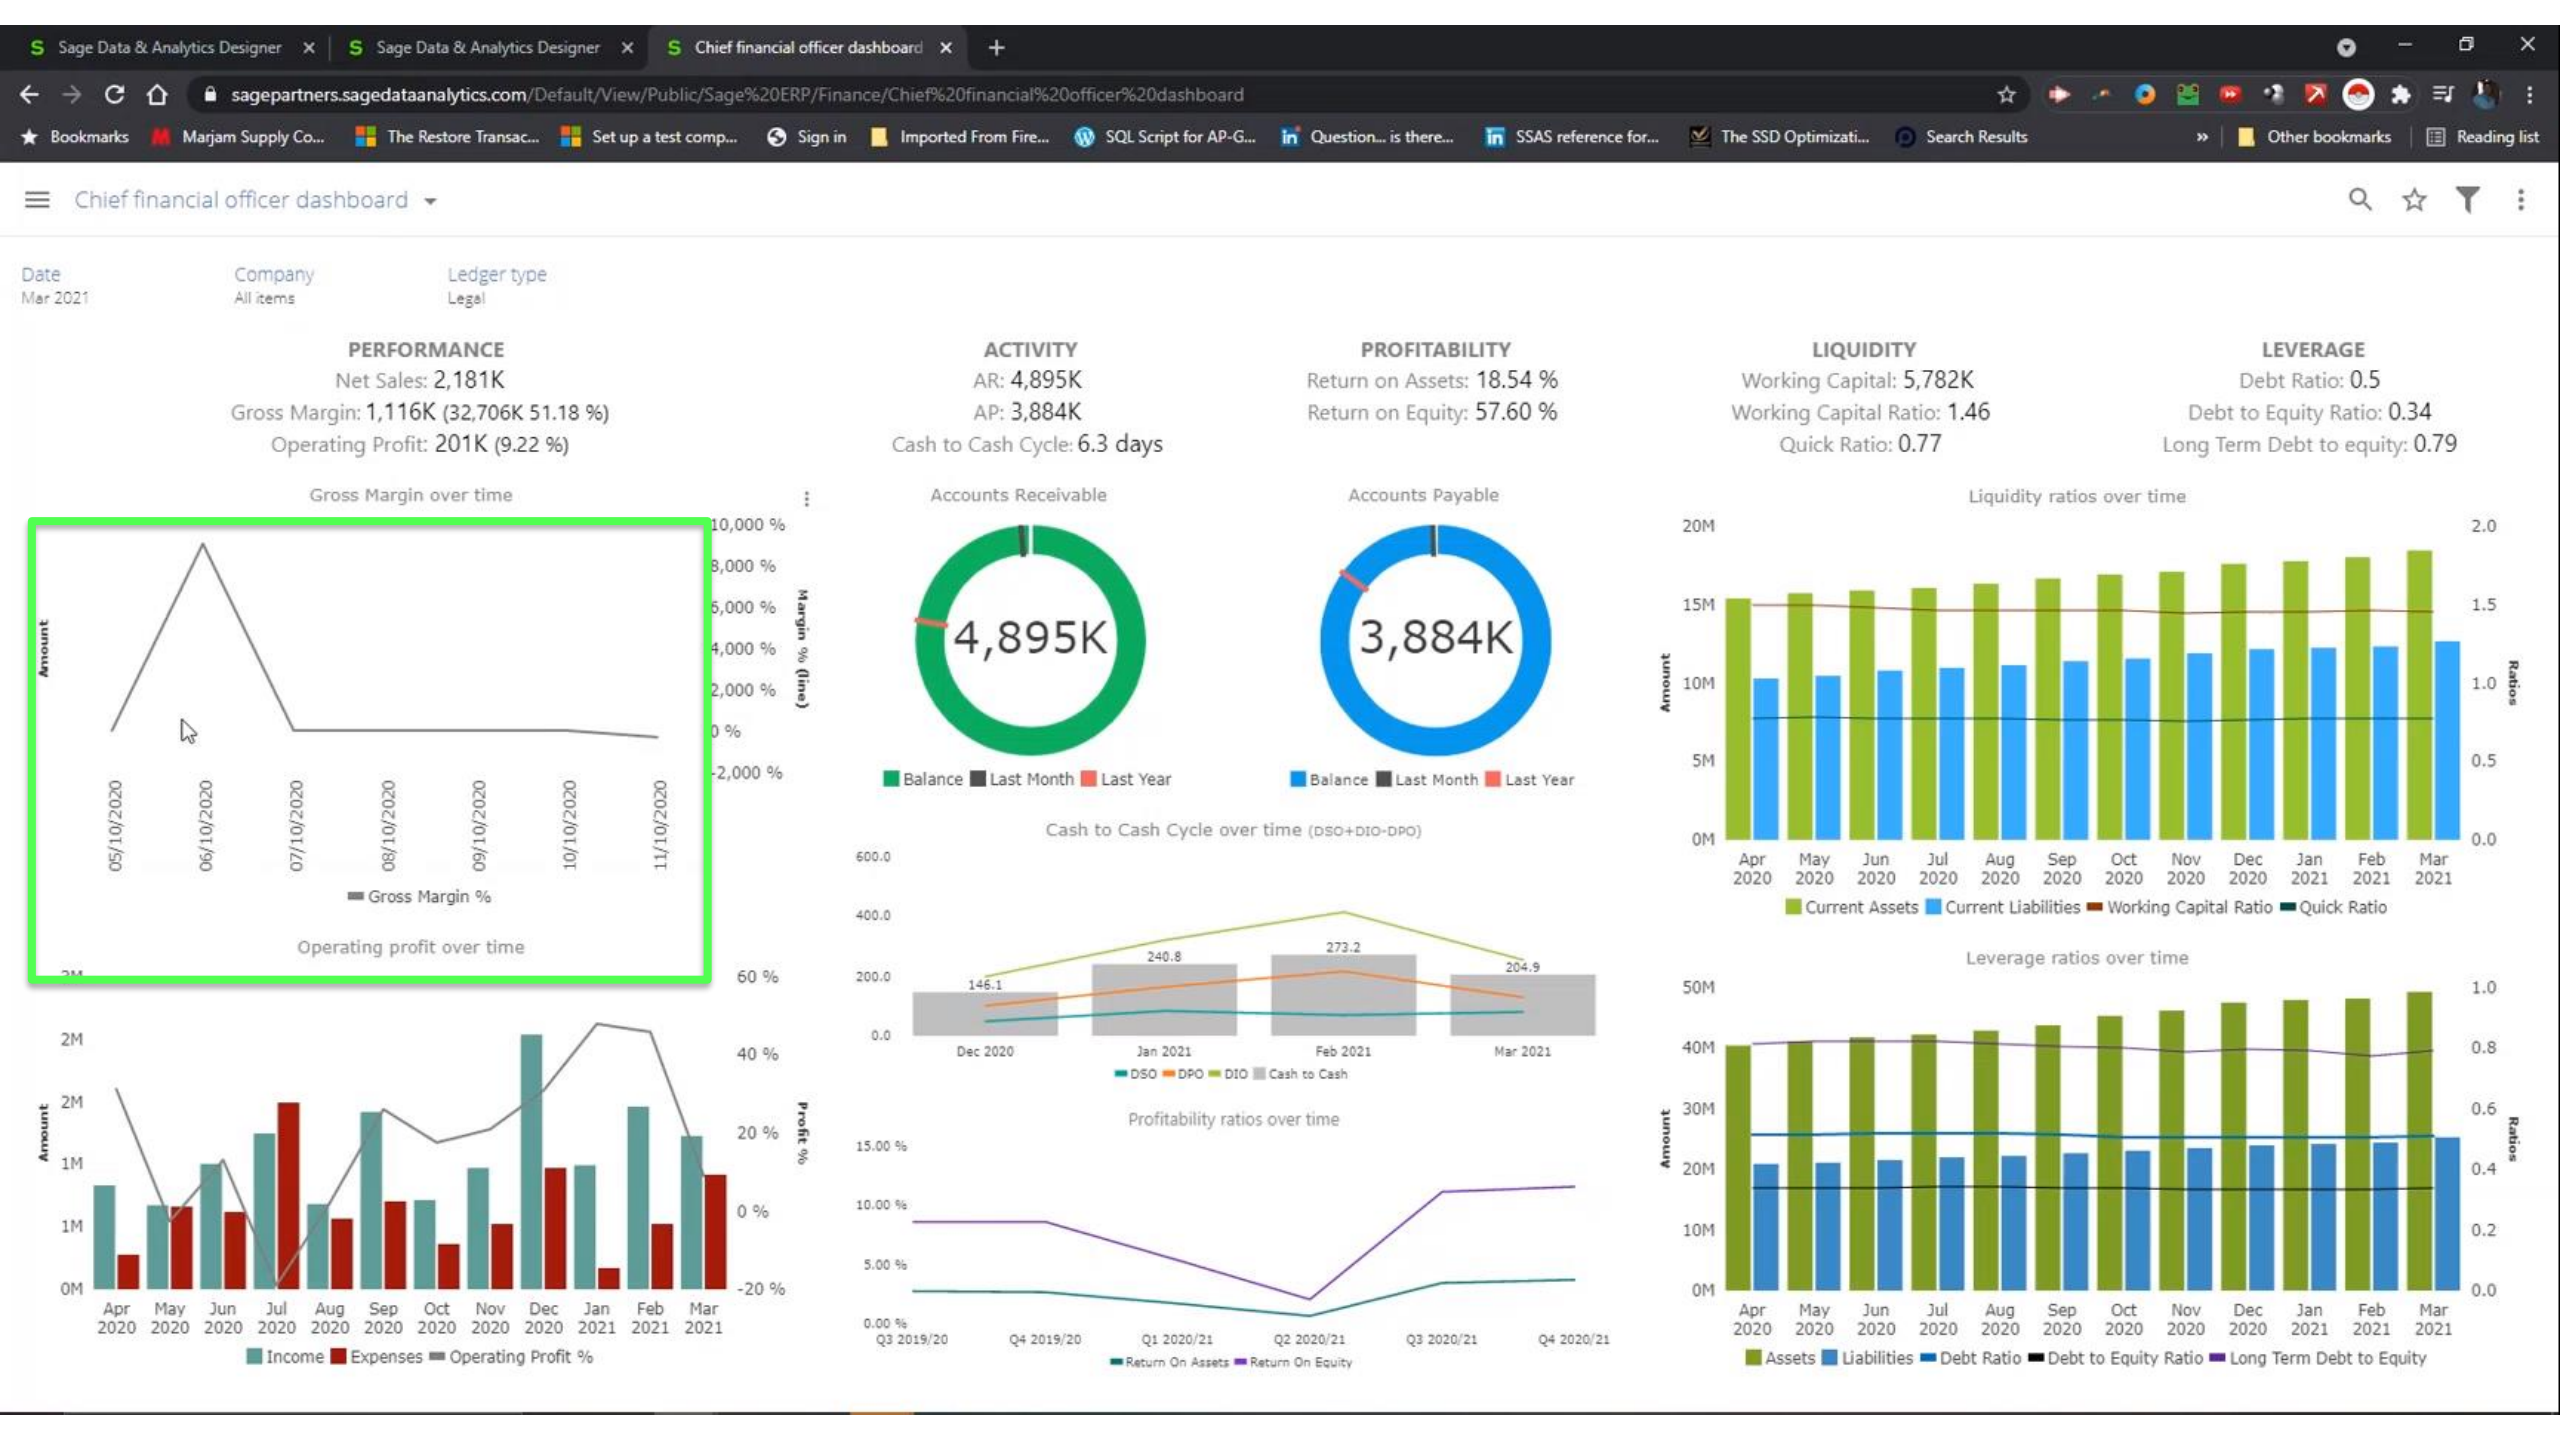 S Sage Data & Analytics Designer
S Sage Data & Analytics Designer
S Chief financial officer dashboard
sagepartners.sagedataanalytics.com/Default/View/Public/Sage%20ERP/Finance/Chief%20financial%20officer%20dashboard
Bookmarks
Marjam Supply Co...
The Restore Transac...
Set up a test comp...
Sign in
Imported From Fire...
SQL Script for AP-G...
Question... is there...
SSAS reference for...
The SSD Optimizati...
Search Results
Other bookmarks
Reading list
Chief financial officer dashboard
Date
Mar 2021
Company
All items
Ledger type
Legal
PERFORMANCE
Net Sales: 2,181K
Gross Margin: 1,116K (32,706K 51.18 %)
Operating Profit: 201K (9.22 %)
ACTIVITY
AR: 4,895K
AP: 3,884K
Cash to Cash Cycle: 6.3 days
PROFITABILITY
Return on Assets: 18.54 %
Return on Equity: 57.60 %
LIQUIDITY
Working Capital: 5,782K
Working Capital Ratio: 1.46
Quick Ratio: 0.77
LEVERAGE
Debt Ratio: 0.5
Debt to Equity Ratio: 0.34
Long Term Debt to equity: 0.79
Gross Margin over time
Amount
10,000 %
8,000 %
6,000 %
4,000 %
2,000 %
0 %
-2,000 %
Margin % (line)
05/10/2020
06/10/2020
07/10/2020
08/10/2020
09/10/2020
10/10/2020
11/10/2020
Gross Margin %
Operating profit over time
Amount
2M
2M
1M
1M
0M
60 %
40 %
20 %
0 %
-20 %
Profit %
Apr 2020
May 2020
Jun 2020
Jul 2020
Aug 2020
Sep 2020
Oct 2020
Nov 2020
Dec 2020
Jan 2021
Feb 2021
Mar 2021
Income Expenses Operating Profit %
Accounts Receivable
4,895K
Balance Last Month Last Year
Accounts Payable
3,884K
Balance Last Month Last Year
Cash to Cash Cycle over time (DSO+DIO-DPO)
600.0
400.0
200.0
0.0
146.1
240.8
273.2
204.9
Dec 2020
Jan 2021
Feb 2021
Mar 2021
DSO DPO DIO Cash to Cash
Profitability ratios over time
15.00 %
10.00 %
5.00 %
0.00 %
Q3 2019/20
Q4 2019/20
Q1 2020/21
Q2 2020/21
Q3 2020/21
Q4 2020/21
Return On Assets Return On Equity
Liquidity ratios over time
Amount
20M
15M
10M
5M
0M
2.0
1.5
1.0
0.5
0.0
Ratios
Apr 2020
May 2020
Jun 2020
Jul 2020
Aug 2020
Sep 2020
Oct 2020
Nov 2020
Dec 2020
Jan 2021
Feb 2021
Mar 2021
Current Assets Current Liabilities Working Capital Ratio Quick Ratio
Leverage ratios over time
Amount
50M
40M
30M
20M
10M
0M
1.0
0.8
0.6
0.4
0.2
0.0
Ratios
Apr 2020
May 2020
Jun 2020
Jul 2020
Aug 2020
Sep 2020
Oct 2020
Nov 2020
Dec 2020
Jan 2021
Feb 2021
Mar 2021
Assets Liabilities Debt Ratio Debt to Equity Ratio Long Term Debt to Equity